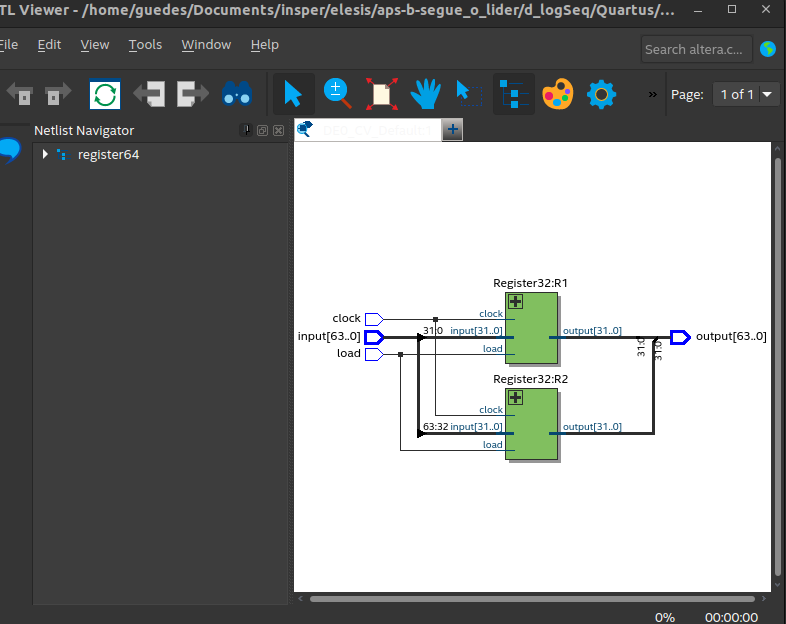 TL Viewer - /home/guedes/Documents/insper/elesis/aps-b-segue_o_lider/d_logSeq/Quartus/...
File Edit View Tools Window Help
Search altera.c...
» Page: 1 of 1
Netlist Navigator
register64
Register32:R1
clock
input[63..0]
load
31:0
clock
input[31..0]
load
output[31..0]
31:0
31:0
output[63..0]
Register32:R2
63:32
clock
input[31..0]
load
output[31..0]
0% 00:00:00